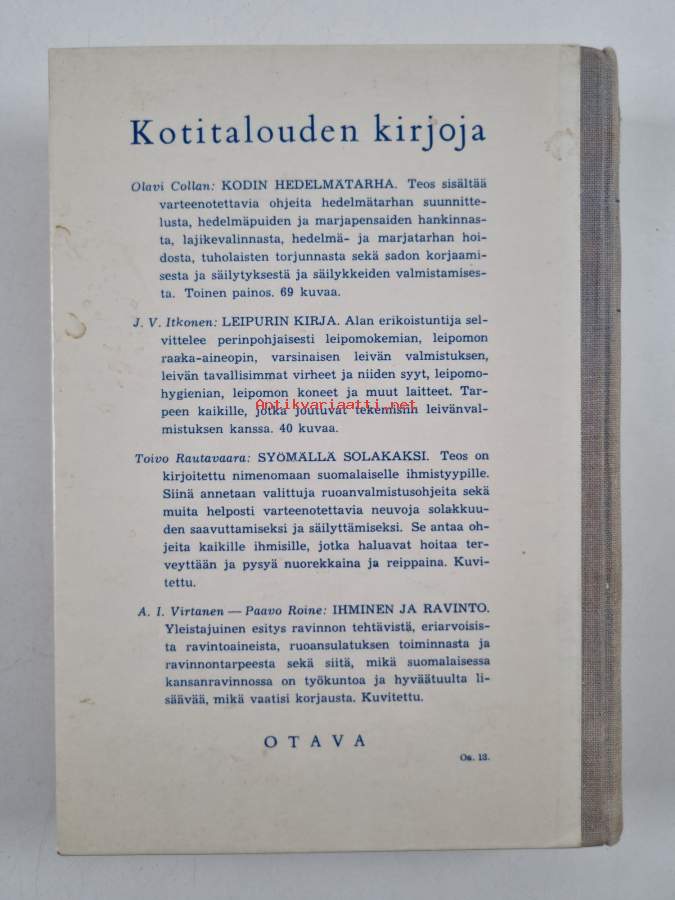 Kotitalouden kirjoja
Olavi Collan: KODIN HEDELMÄTARHA. Teos sisältää
varteenotettavia ohjeita hedelmätarhan suunnitte-
lusta, hedelmäpuiden ja marjapensaiden hankinnas-
ta, lajikevalinnasta, hedelmä- ja marjatarhan hoi-
dosta, tuholaisten torjunnasta sekä sadon korjaami-
sesta ja säilytyksestä ja säilykkeiden valmistamises-
ta. Toinen painos. 69 kuvaa.
J. V. Itkonen: LEIPURIN KIRJA. Alan erikoistuntija sel-
vittelee perinpohjaisesti leipomokemian, leipomon
raaka-aineopin, varsinaisen leivän valmistuksen,
leivän tavallisimmat virheet ja niiden syyt, leipomo-
hygienian, leipomon koneet ja muut laitteet. Tar-
peen kaikille, jotka joutuvat tekemisiin leivänval-
Antikvariaatti.net
mistuksen kanssa. 40 kuvaa.
Toivo Rautavaara: SYÖMÄLLÄ SOLAKAKSI. Teos on
kirjoitettu nimenomaan suomalaiselle ihmistyypille.
Siinä annetaan valittuja ruoanvalmistusohjeita sekä
muita helposti varteenotettavia neuvoja solakkuu-
den saavuttamiseksi ja säilyttämiseksi. Se antaa oh-
jeita kaikille ihmisille, jotka haluavat hoitaa ter-
veyttään ja pysyä nuorekkaina ja reippaina. Kuvi-
tettu.
A. I. Virtanen — Paavo Roine: IHMINEN JA RAVINTO.
Yleistajuinen esitys ravinnon tehtävistä, eriarvoisis-
ta ravintoaineista, ruoansulatuksen toiminnasta ja
ravinnontarpeesta sekä siitä, mikä suomalaisessa
kansanravinnossa on työkuntoa ja hyväätuulta li-
säävää, mikä vaatisi korjausta. Kuvitettu.
OTAVA
Os. 13.